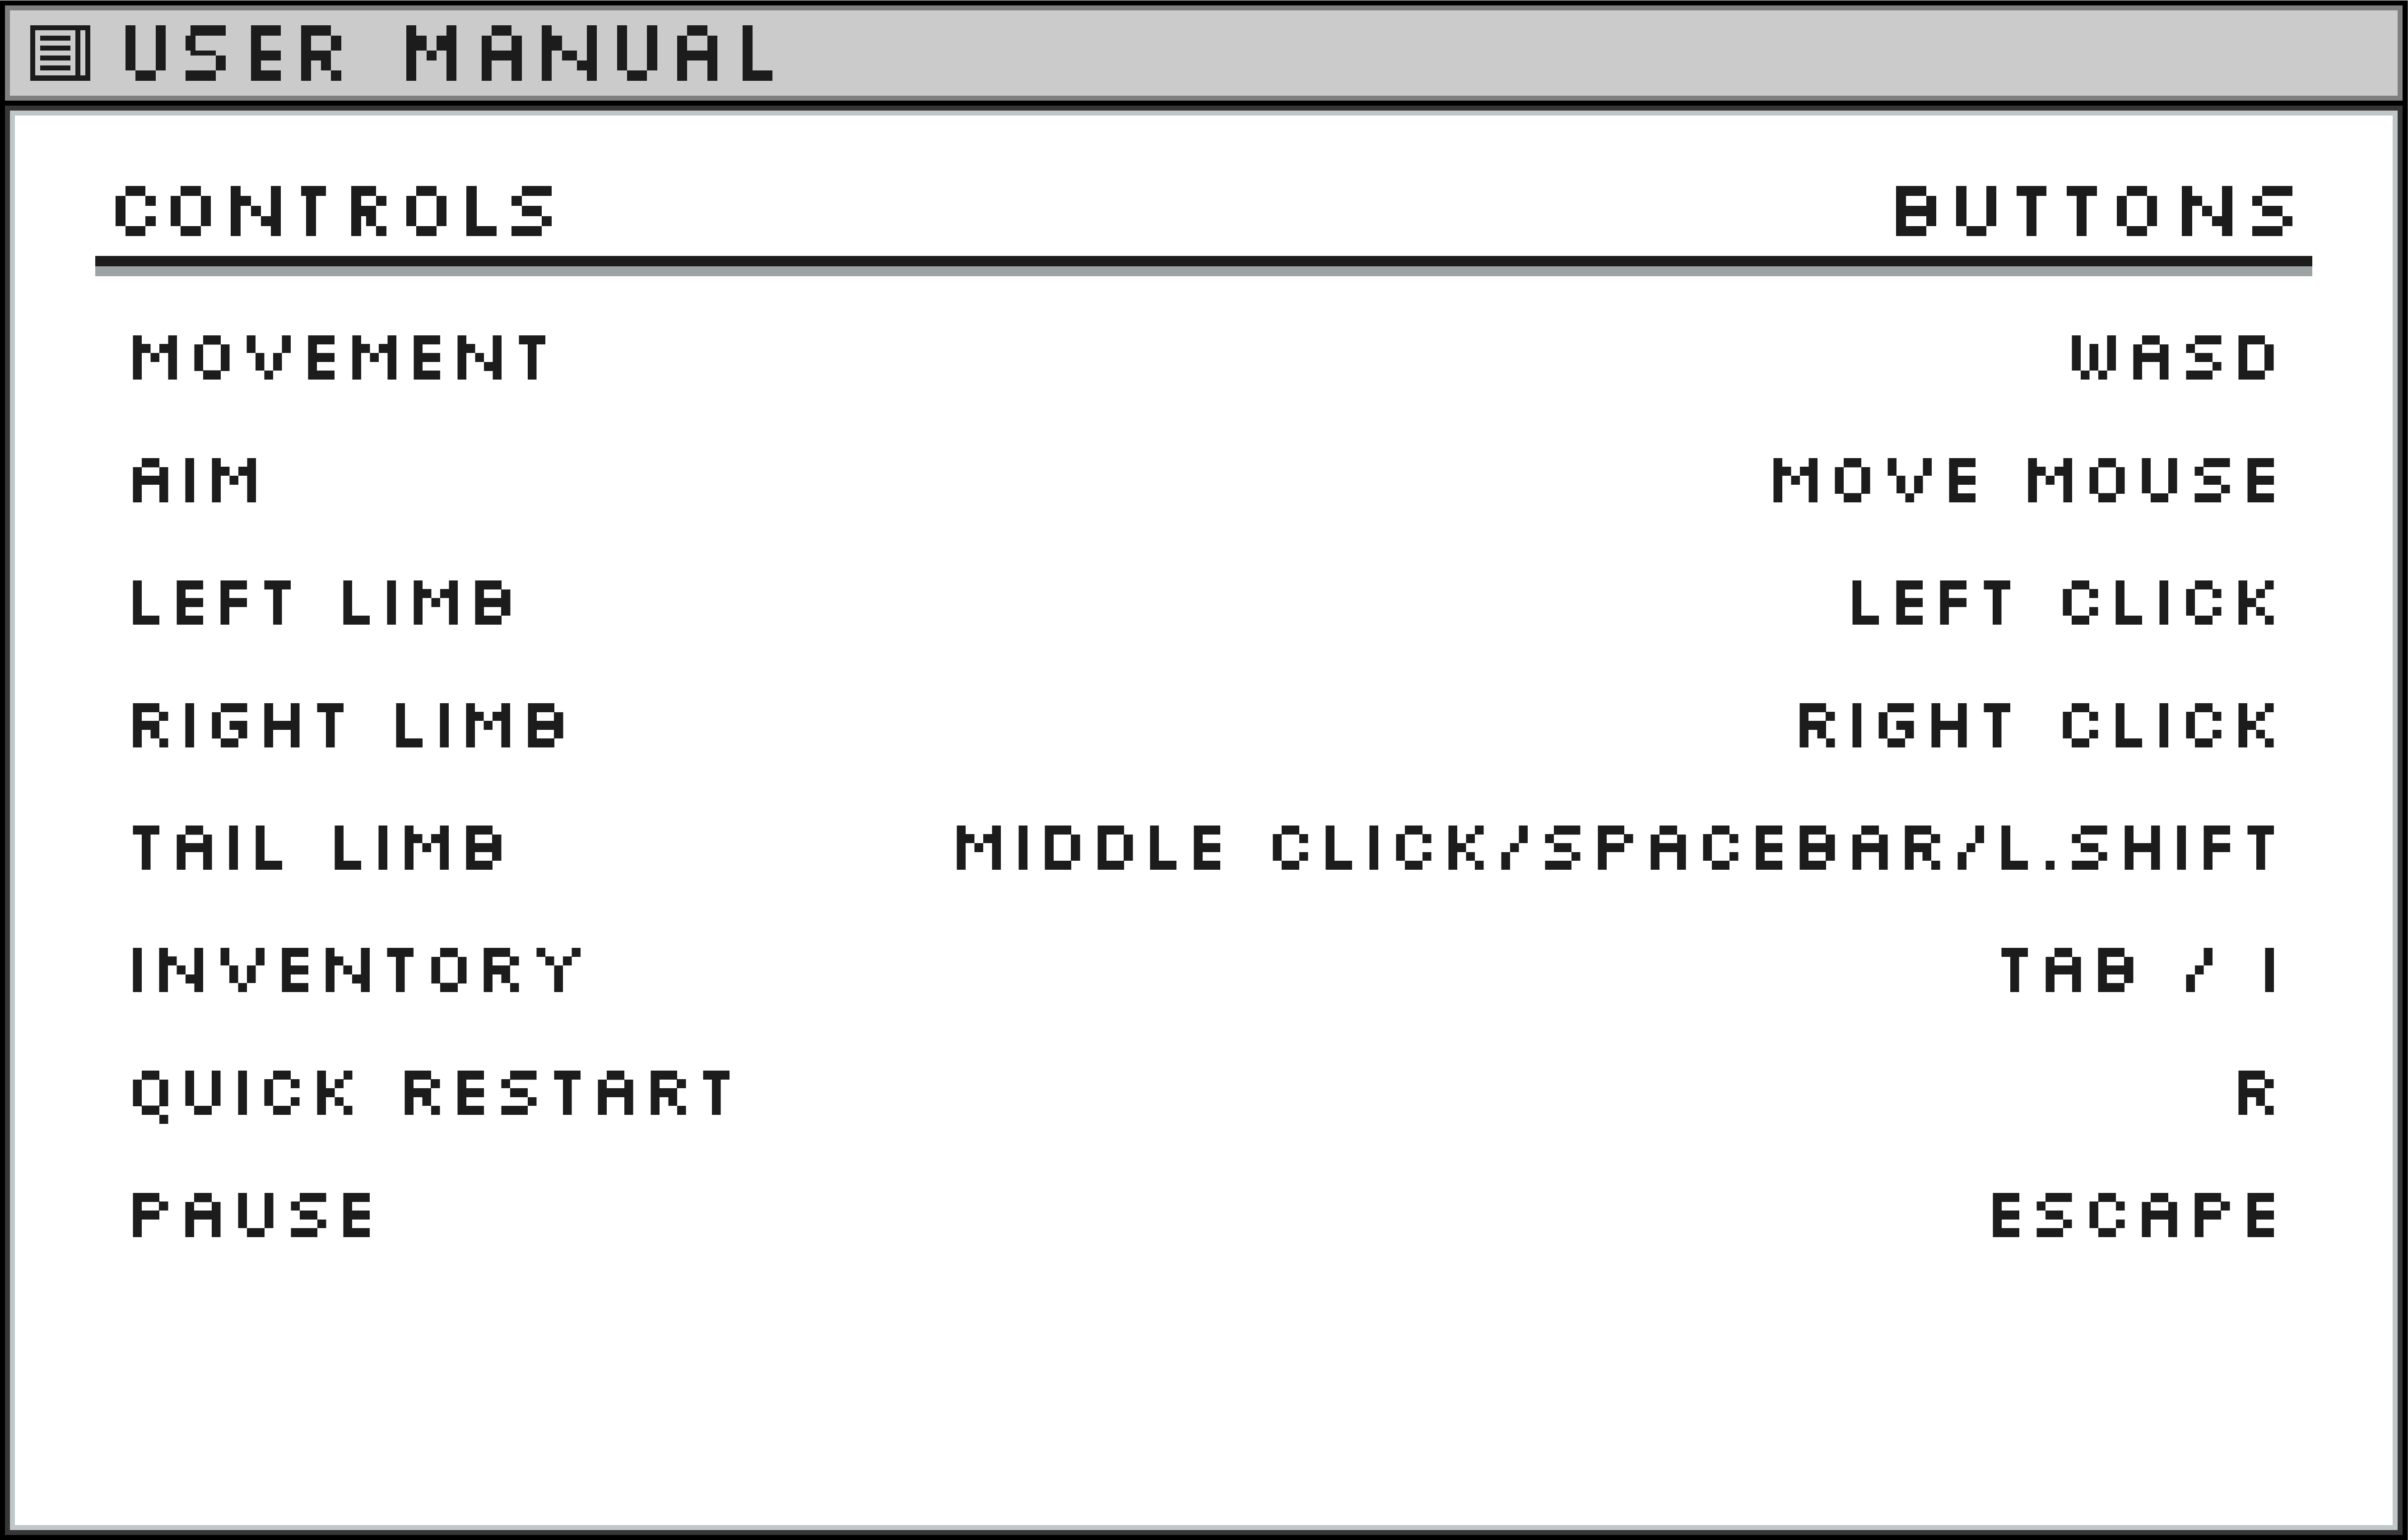 USER MANUAL
CONTROLS BUTTONS
MOVEMENT WASD
AIM MOVE MOUSE
LEFT LIMB LEFT CLICK
RIGHT LIMB RIGHT CLICK
TAIL LIMB MIDDLE CLICK/SPACEBAR/L.SHIFT
INVENTORY TAB / I
QUICK RESTART R
PAUSE ESCAPE